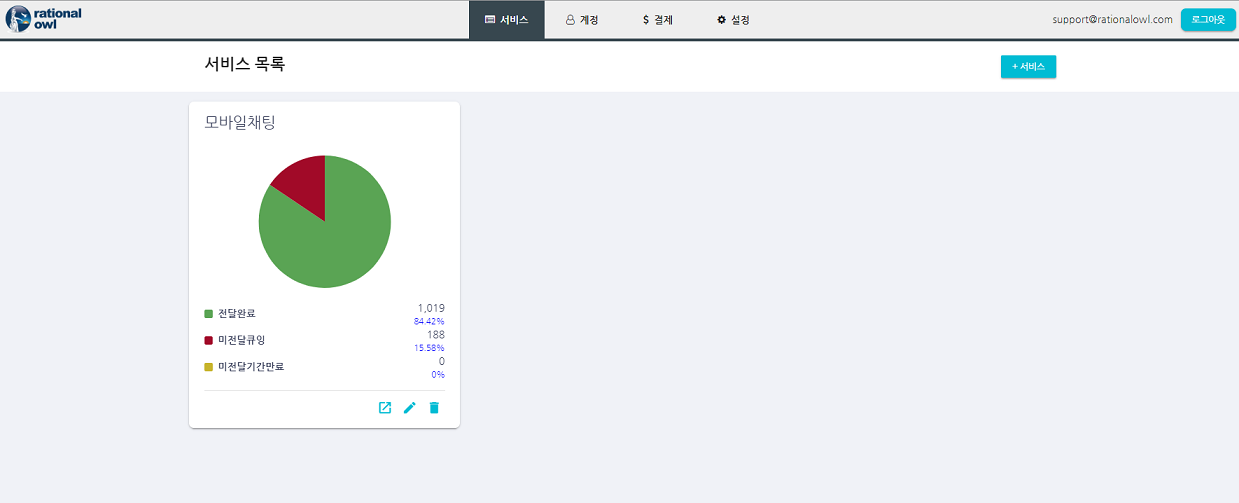 rational
owl
서비스
계정
$ 결제
설정
support@rationalowl.com
로그아웃
서비스 목록
+ 서비스
모바일채팅
전달완료
1,019
84.42%
미전달큐잉
188
15.58%
미전달기간만료
0
0%